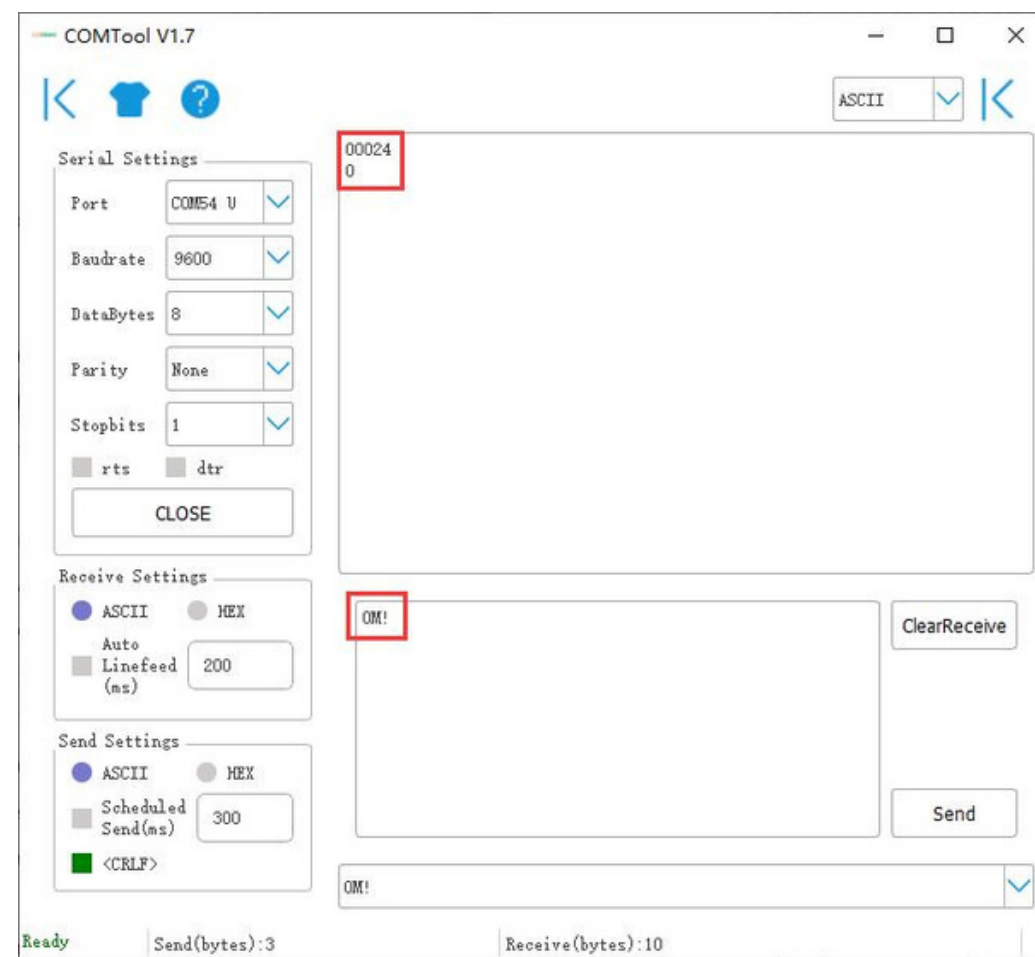 COMTool V1.7
ASCII
Serial Settings
Port COM54 U
Baudrate 9600
DataBytes 8
Parity None
Stopbits 1
rts dtr
CLOSE
00024
0
Receive Settings
ASCII HEX
Auto
Linefeed
(ms)
200
OM!
ClearReceive
Send Settings
ASCII HEX
Scheduled
Send(ms)
300
<CRLF>
Send
OM!
Ready Send(bytes):3 Receive(bytes):10